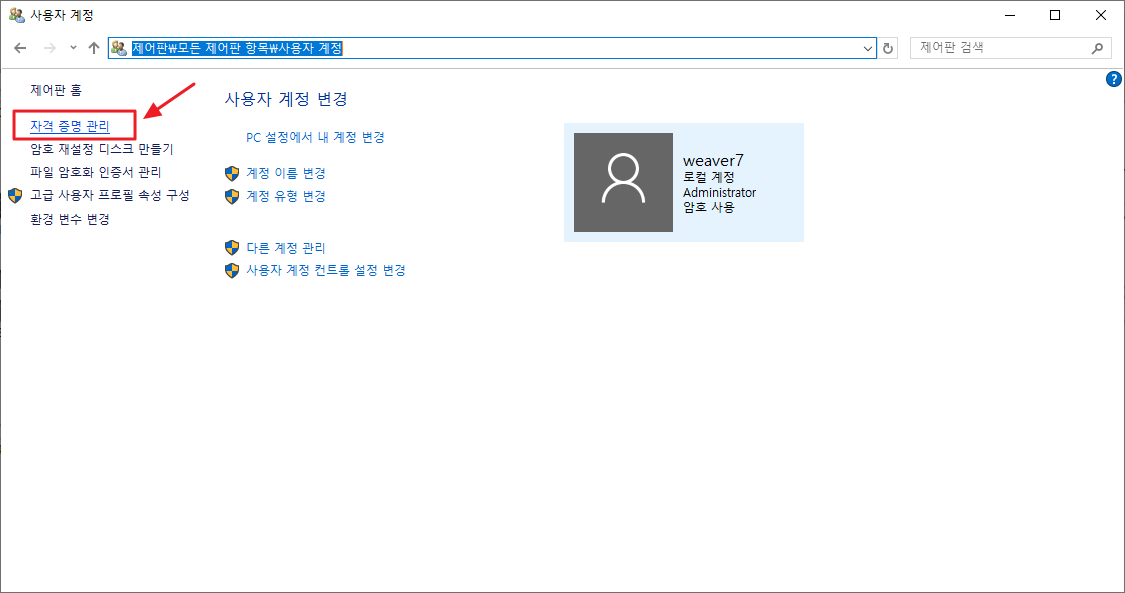 사용자 계정
제어판₩모든 제어판 항목₩사용자 계정
제어판 검색
?
제어판 홈
자격 증명 관리
암호 재설정 디스크 만들기
파일 암호화 인증서 관리
고급 사용자 프로필 속성 구성
환경 변수 변경
사용자 계정 변경
PC 설정에서 내 계정 변경
계정 이름 변경
계정 유형 변경
다른 계정 관리
사용자 계정 컨트롤 설정 변경
weaver7
로컬 계정
Administrator
암호 사용